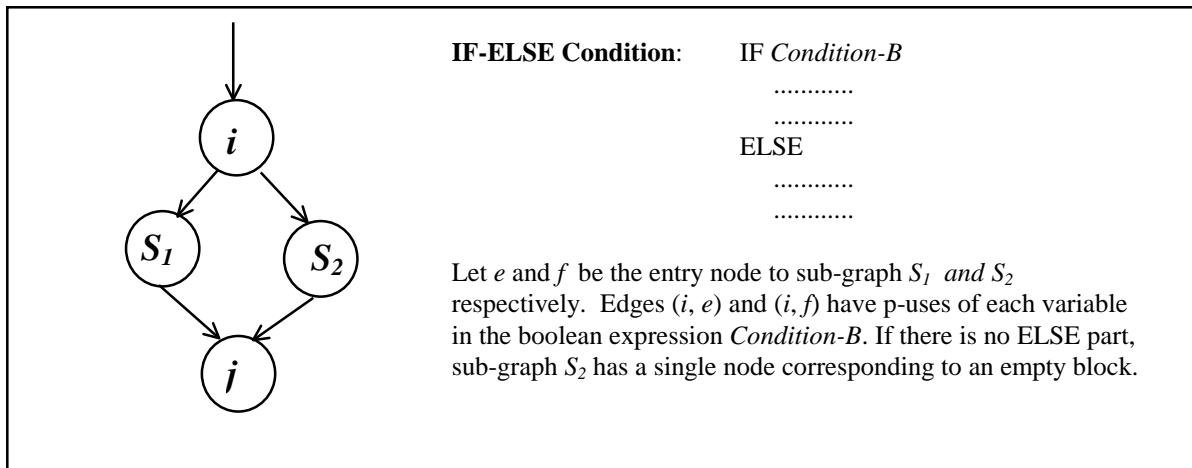 i
S1
S2
j
IF-ELSE Condition: IF Condition-B
............
............
ELSE
............
............
Let e and f be the entry node to sub-graph S1 and S2
respectively. Edges (i, e) and (i, f) have p-uses of each variable
in the boolean expression Condition-B. If there is no ELSE part,
sub-graph S2 has a single node corresponding to an empty block.